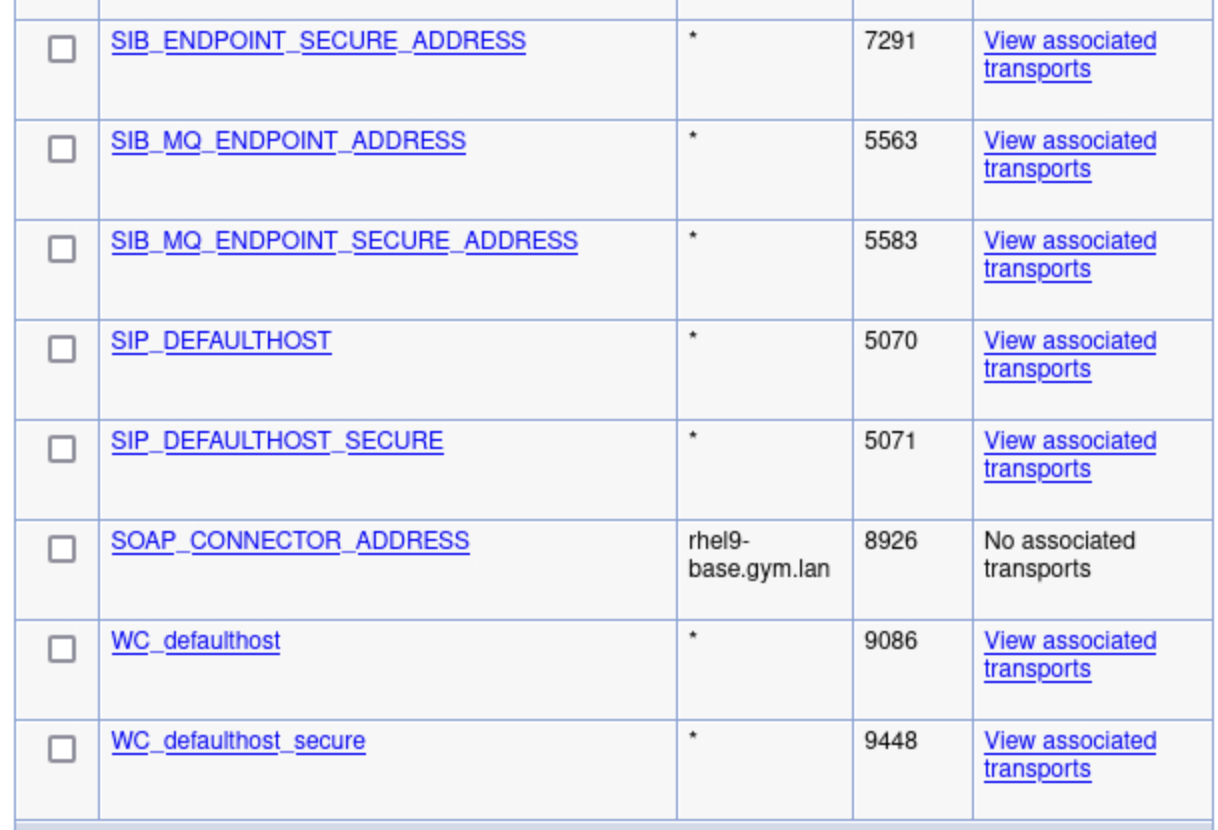 SIB_ENDPOINT_SECURE_ADDRESS * 7291 View associated
transports
SIB_MQ_ENDPOINT_ADDRESS * 5563 View associated
transports
SIB_MQ_ENDPOINT_SECURE_ADDRESS * 5583 View associated
transports
SIP_DEFAULTHOST * 5070 View associated
transports
SIP_DEFAULTHOST_SECURE * 5071 View associated
transports
SOAP_CONNECTOR_ADDRESS rhel9- 8926 No associated
base.gym.lan transports
WC_defaulthost * 9086 View associated
transports
WC_defaulthost_secure * 9448 View associated
transports